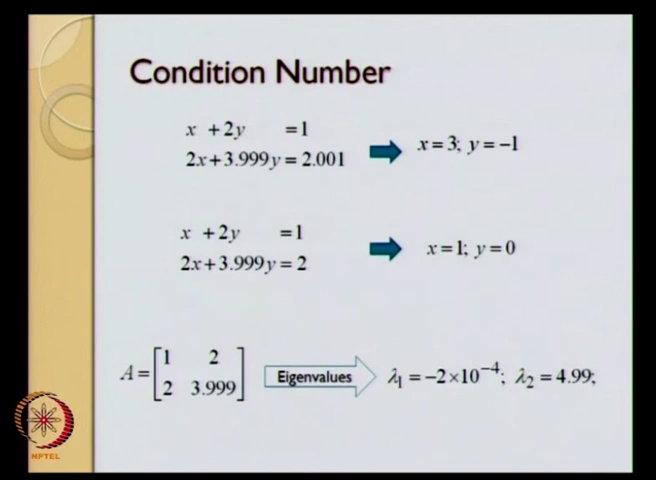 Condition Number
x +2y =1
2x+3.999y = 2.001
x = 3; y = −1
x +2y =1
2x+3.999y = 2
x = 1; y = 0
A = [1 2
2 3.999]
Eigenvalues
λ₁ = −2×10⁻⁴; λ₂ = 4.99;
NPTEL